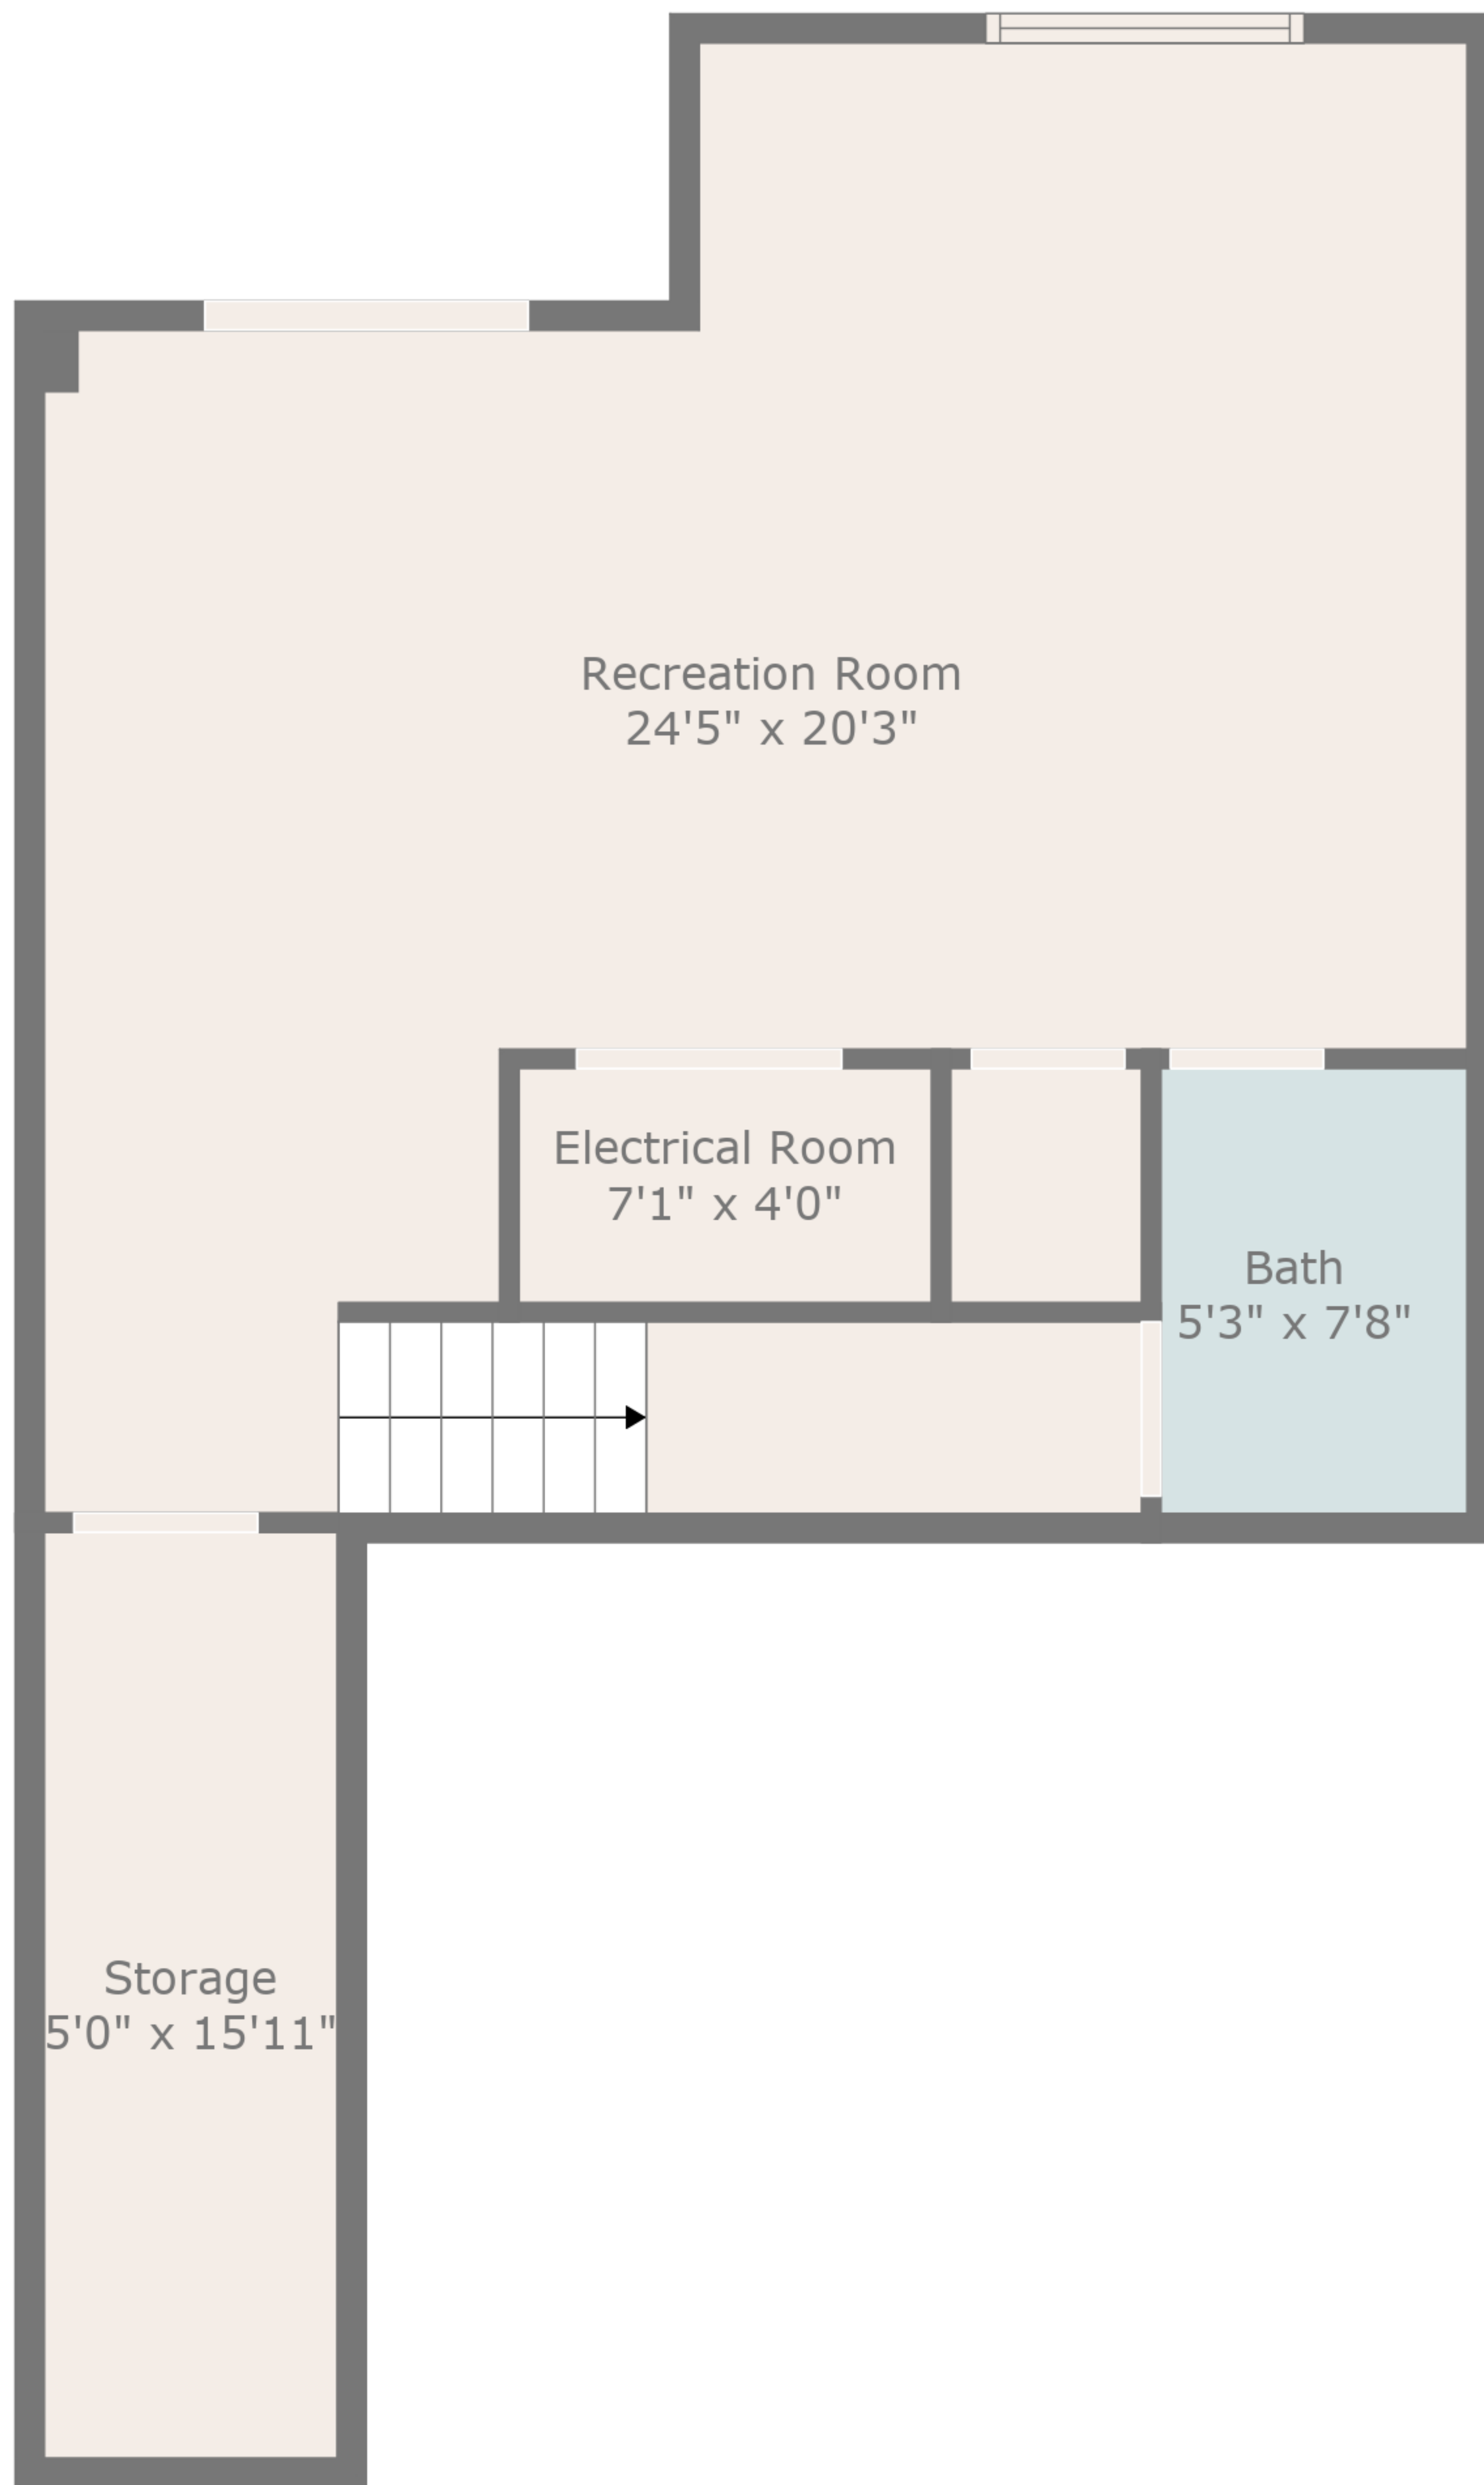 Recreation Room
24'5" x 20'3"
Electrical Room
7'1" x 4'0"
Bath
5'3" x 7'8"
Storage
5'0" x 15'11"